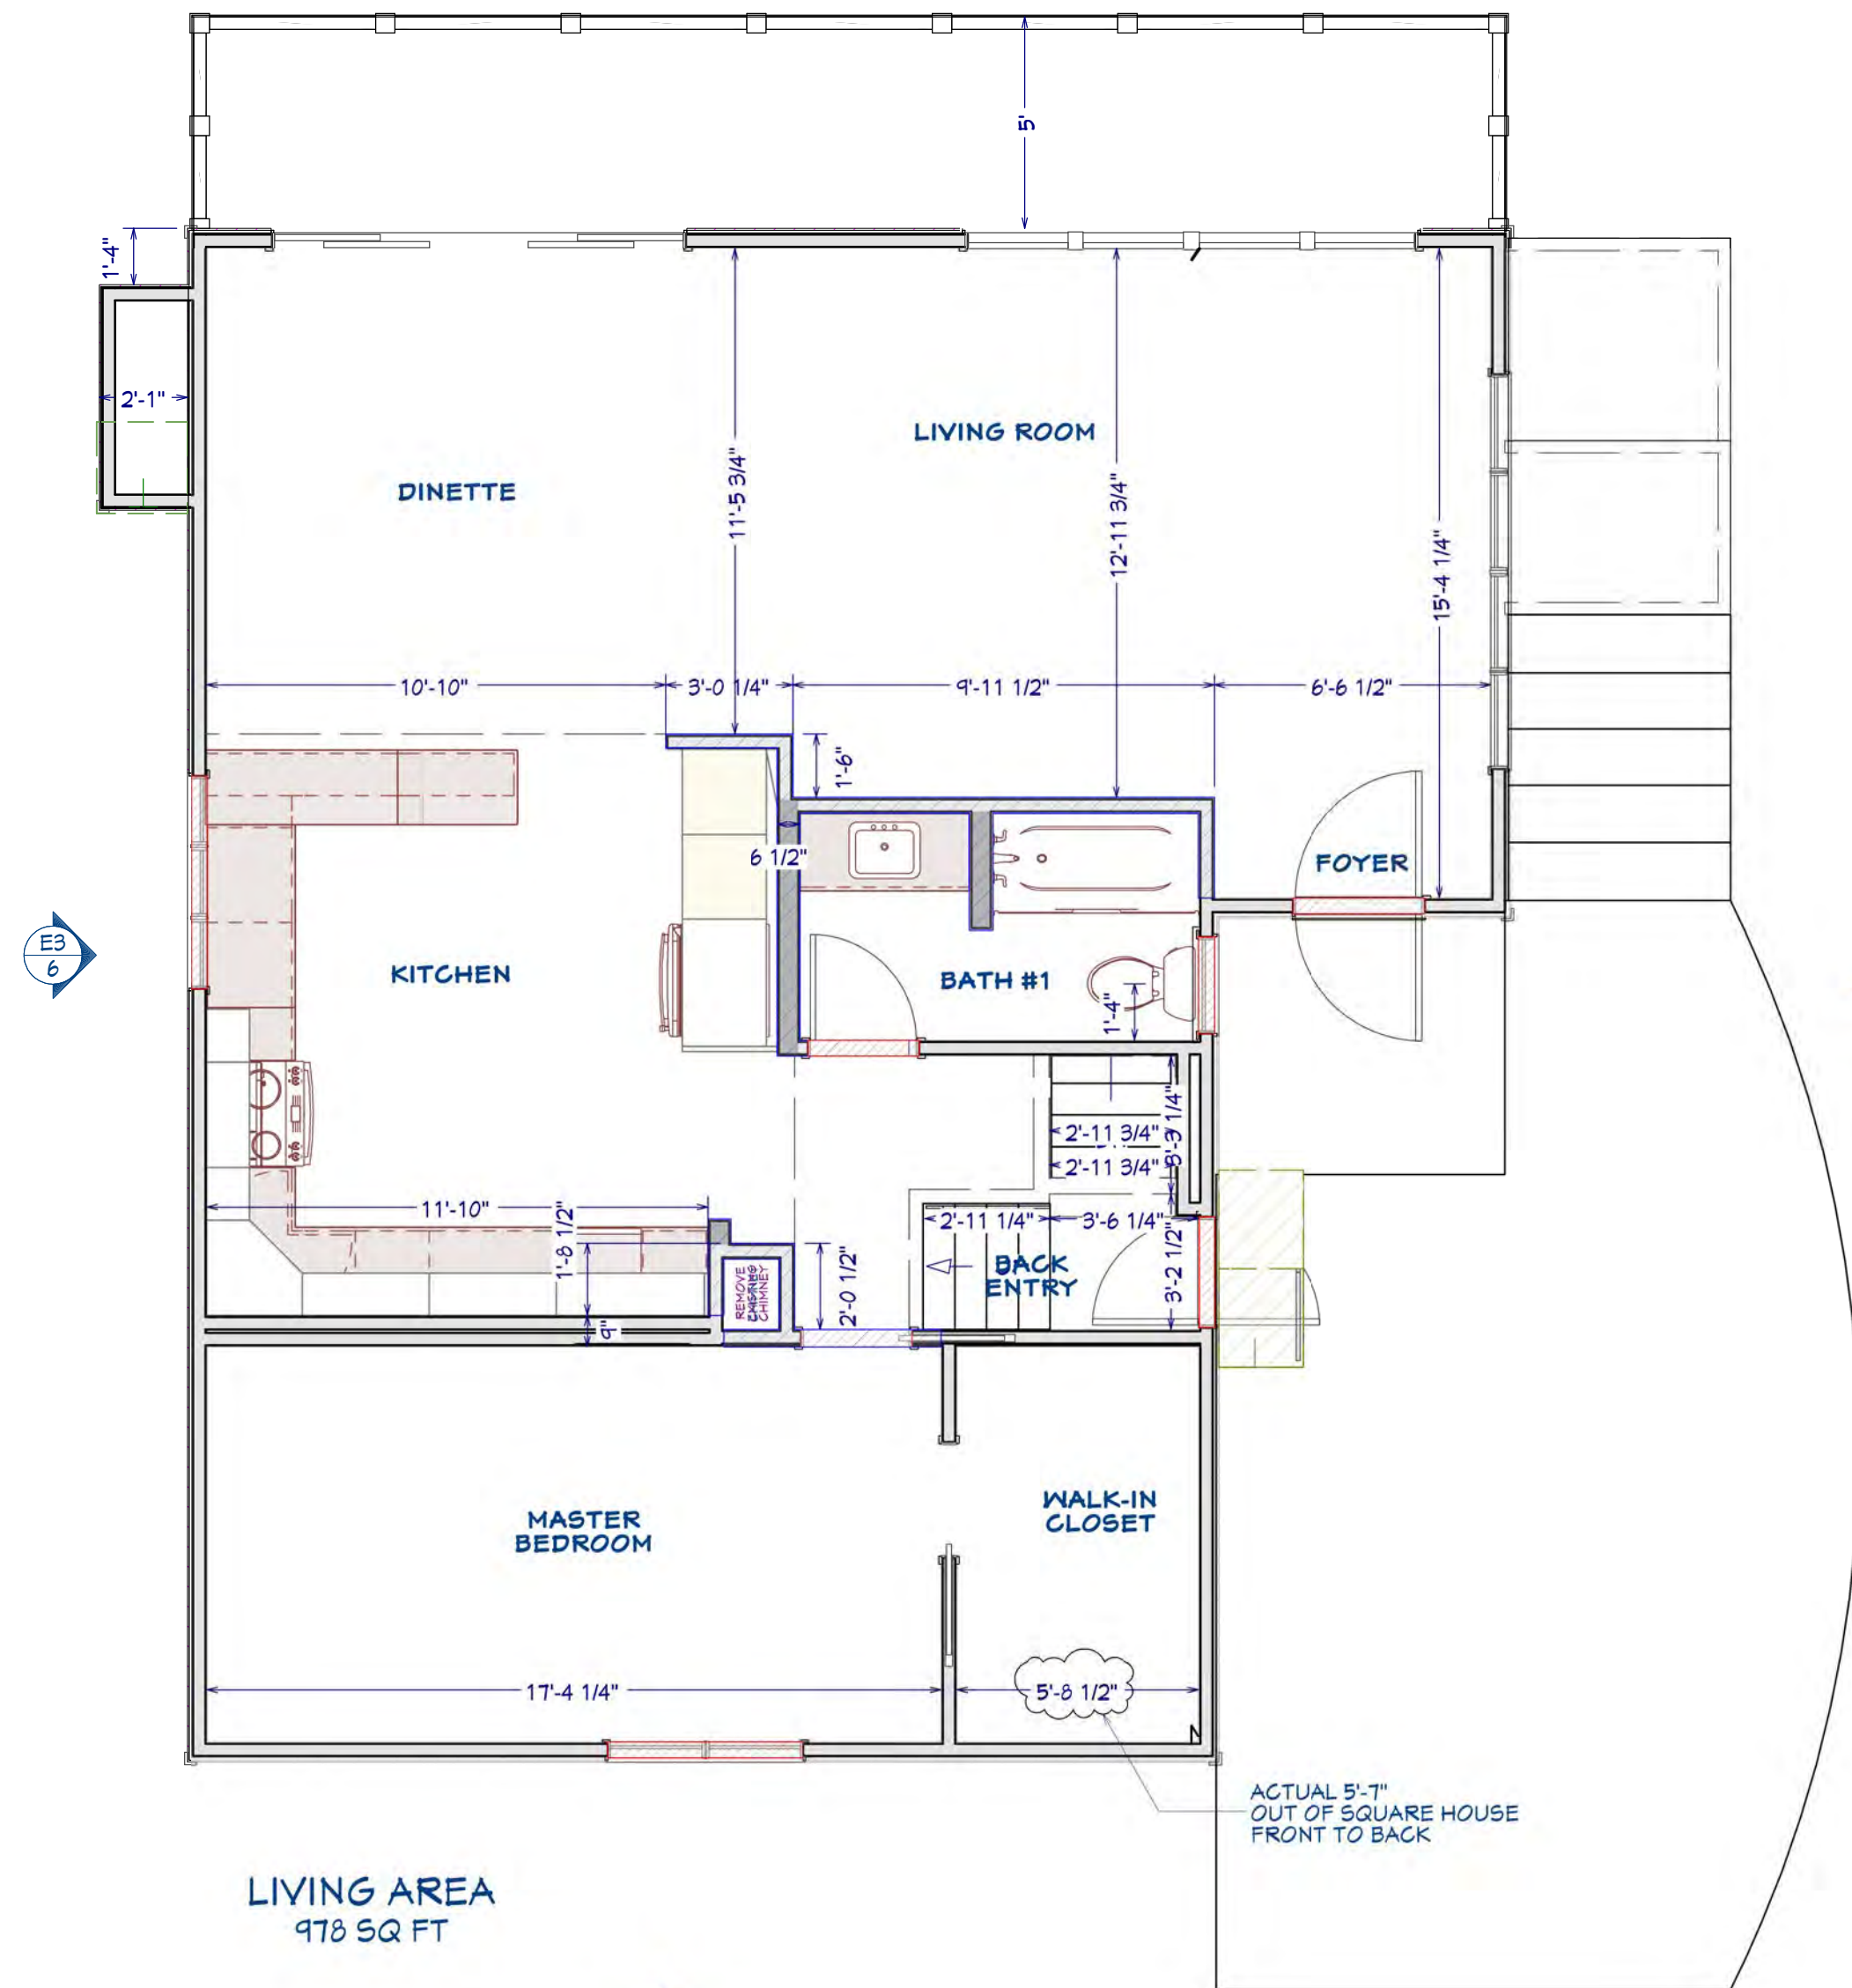 5'
1'-4"
2'-1"
LIVING ROOM
DINETTE
11'-5 3/4"
12'-11 3/4"
15'-4 1/4"
10'-10"
3'-0 1/4"
9'-11 1/2"
6'-6 1/2"
1'-6"
6 1/2"
FOYER
E3
6
KITCHEN
BATH #1
1'-4"
2'-11 3/4"
3'-3 1/4"
2'-11 3/4"
11'-10"
1'-8 1/2"
2'-11 1/4"
3'-6 1/4"
BACK
ENTRY
3'-2 1/2"
2'-0 1/2"
REMOVE
CHIMNEY
9"
MASTER
BEDROOM
WALK-IN
CLOSET
17'-4 1/4"
5'-8 1/2"
ACTUAL 5'-7"
OUT OF SQUARE HOUSE
FRONT TO BACK
LIVING AREA
978 SQ FT